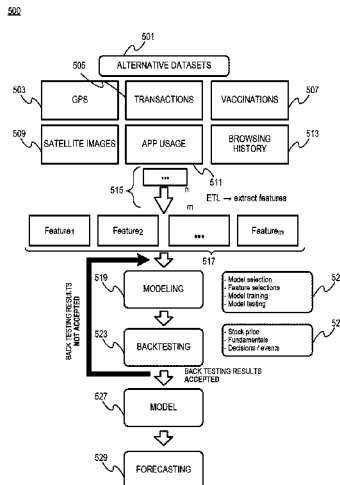 500
501
ALTERNATIVE DATASETS
505
503
GPS
TRANSACTIONS
VACCINATIONS
507
509
SATELLITE IMAGES
APP USAGE
BROWSING
HISTORY
513
511
515
...
n
m
ETL → extract features
Feature1
Feature2
...
Featurem
517
519
MODELING
- Model selection
- Feature selections
- Model training
- Model testing
52
BACK TESTING RESULTS
NOT ACCEPTED
523
BACKTESTING
- Stock price
- Fundamentals
- Decisions / events
52
BACK TESTING RESULTS
ACCEPTED
527
MODEL
529
FORECASTING